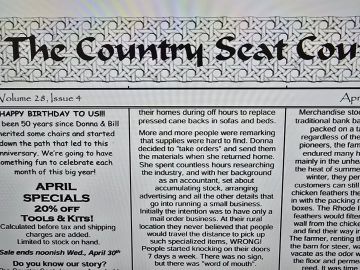 The Country Seat Cou
Volume 28, Issue 4
Apr
HAPPY BIRTHDAY TO US!!!
been 50 years since Donna & Bill
inherited some chairs and started
down the path that led to this
anniversary. We're going to have
something fun to celebrate each
month of this big year!
APRIL
SPECIALS
20% OFF
TOOLS & KITS!
Calculated before tax and shipping
charges are added.
Limited to stock on hand.
Sale ends noonish Wed., April 30th
Do you know our story?
their homes during off hours to replace
pressed cane backs in sofas and beds.
More and more people were remarking
that supplies were hard to find. Donna
decided to "take orders" and send them
the materials when she returned home.
She spent countless hours researching
the industry, and with her background
as an accountant, set about
accumulating stock, arranging
advertising and all the other details that
go into running a small business.
Initially the intention was to have only a
mail order business. At their rural
location they never believed that people
would travel the distance to pick up
such specialized items, WRONG!
People started knocking on their doors
7 days a week. There was no sign,
but there was "word of mouth".
Merchandise sto
traditional bank ba
packed on a ta
regardless of the
pioneers, the fam
endured many h
mainly in the unhea
the heat of summe
winter, they per
customers can still
chicken feathers the
in with the packing m
boxes. The Rhode I
feathers would filte
wall from the chicke
and find their way i
The farmer, renting t
the barn for steer, wo
vacate as the odor
the floor and perme
reed. It was